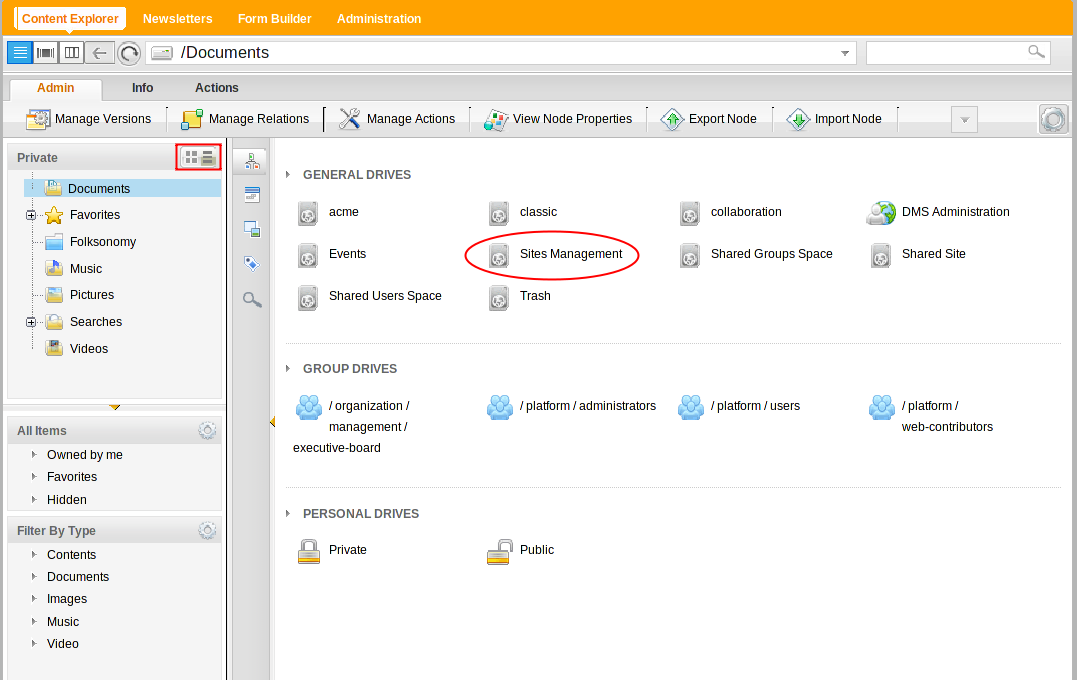 Content Explorer Newsletters Form Builder Administration
/Documents
Admin Info Actions
Manage Versions Manage Relations Manage Actions View Node Properties Export Node Import Node
Private
Documents
Favorites
Folksonomy
Music
Pictures
Searches
Videos
All Items
Owned by me
Favorites
Hidden
Filter By Type
Contents
Documents
Images
Music
Video
GENERAL DRIVES
acme classic collaboration DMS Administration
Events Sites Management Shared Groups Space Shared Site
Shared Users Space Trash
GROUP DRIVES
/ organization / / platform / administrators / platform / users / platform /
management / web-contributors
executive-board
PERSONAL DRIVES
Private Public